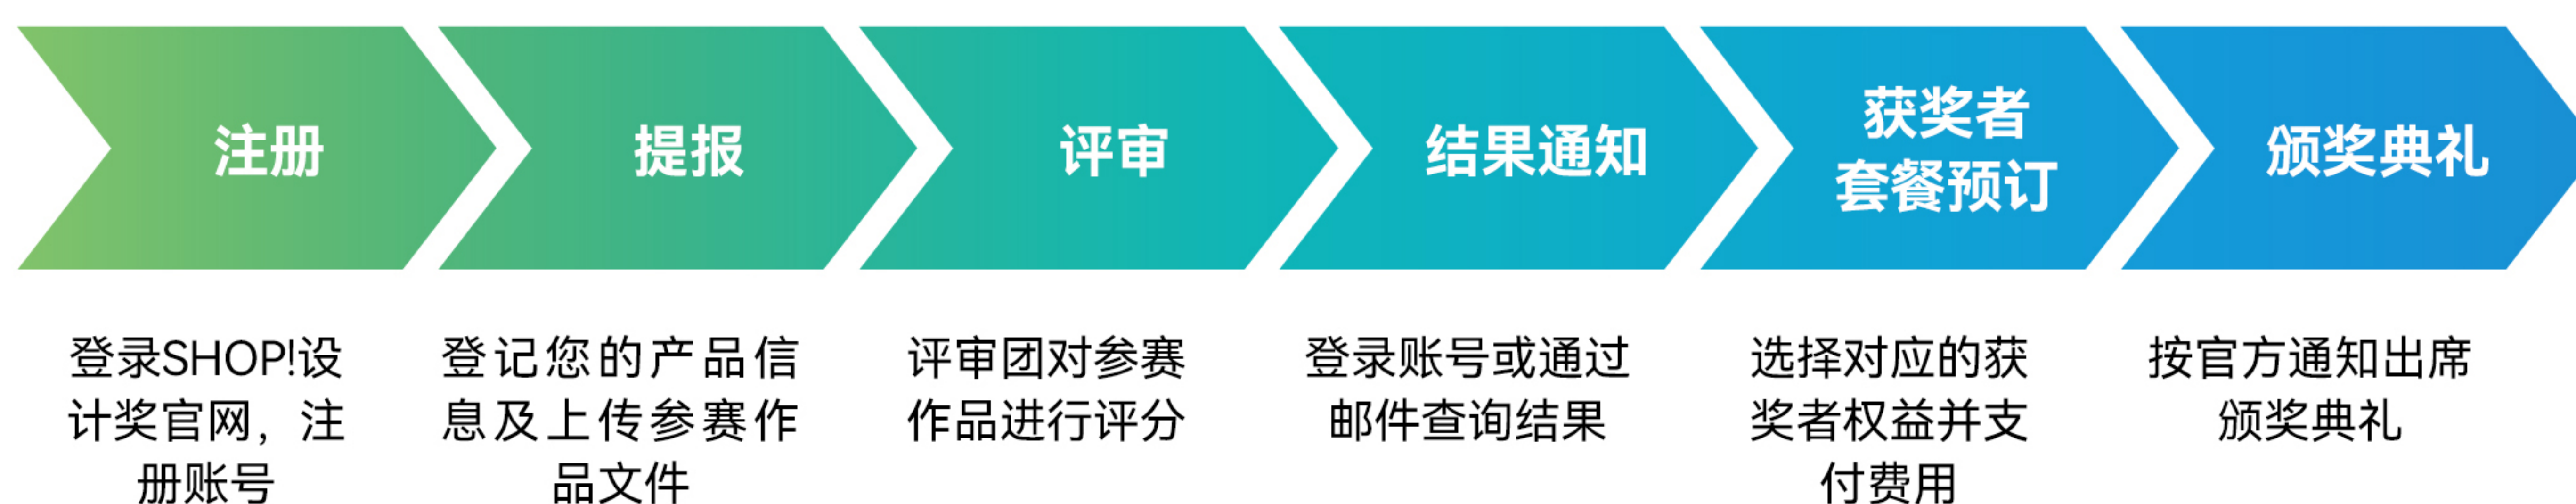 注册
提报
评审
结果通知
获奖者
套餐预订
颁奖典礼
登录SHOP!设
计奖官网，注
册账号
登记您的产品信
息及上传参赛作
品文件
评审团对参赛
作品进行评分
登录账号或通过
邮件查询结果
选择对应的获
奖者权益并支
付费用
按官方通知出席
颁奖典礼